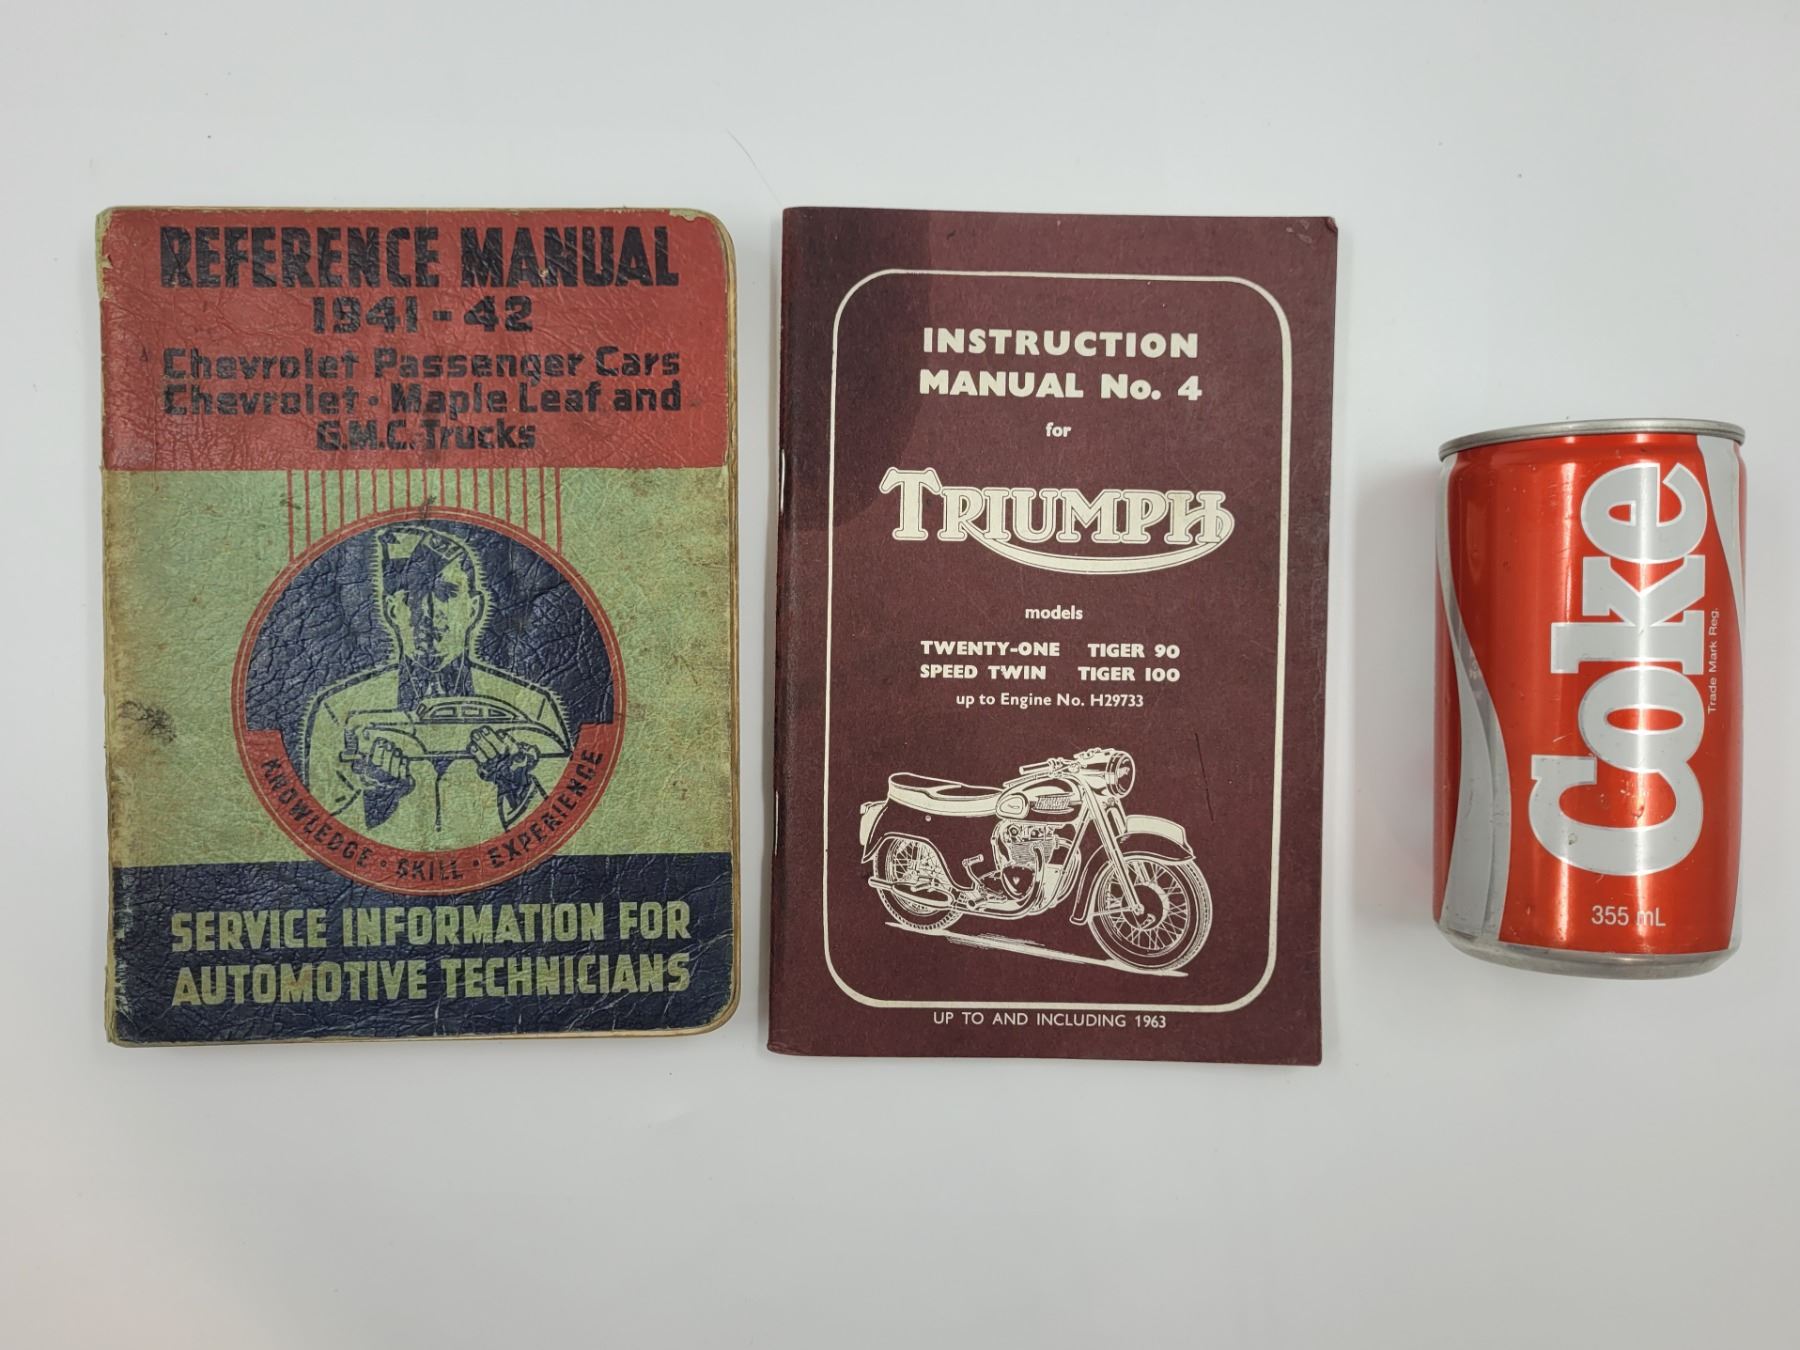 REFERENCE MANUAL
1941-42
Chevrolet Passenger Cars
Chevrolet · Maple Leaf and
G.M.C. Trucks
KNOWLEDGE · SKILL · EXPERIENCE
SERVICE INFORMATION FOR
AUTOMOTIVE TECHNICIANS
INSTRUCTION
MANUAL No. 4
for
TRIUMPH
models
TWENTY-ONE TIGER 90
SPEED TWIN TIGER 100
up to Engine No. H29733
UP TO AND INCLUDING 1963
Coke
Trade Mark Reg.
355 mL